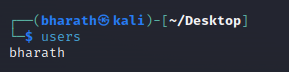 ┌──(bharath㉿kali)-[~/Desktop]
└─$ users
bharath